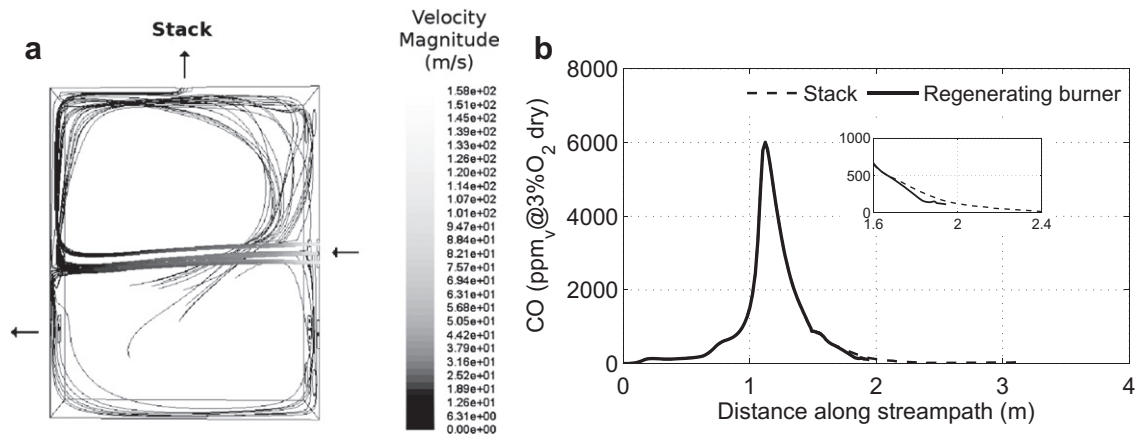 a
Stack
Velocity
Magnitude
(m/s)
1.58e+02
1.51e+02
1.45e+02
1.39e+02
1.33e+02
1.26e+02
1.20e+02
1.14e+02
1.07e+02
1.01e+02
9.47e+01
8.84e+01
8.21e+01
7.57e+01
6.94e+01
6.31e+01
5.68e+01
5.05e+01
4.42e+01
3.79e+01
3.16e+01
2.52e+01
1.89e+01
1.26e+01
6.31e+00
0.00e+00
b
CO (ppmv@3%O2 dry)
8000
6000
4000
2000
0
Stack
Regenerating burner
1000
500
0
1.6 2 2.4
0 1 2 3 4
Distance along streampath (m)